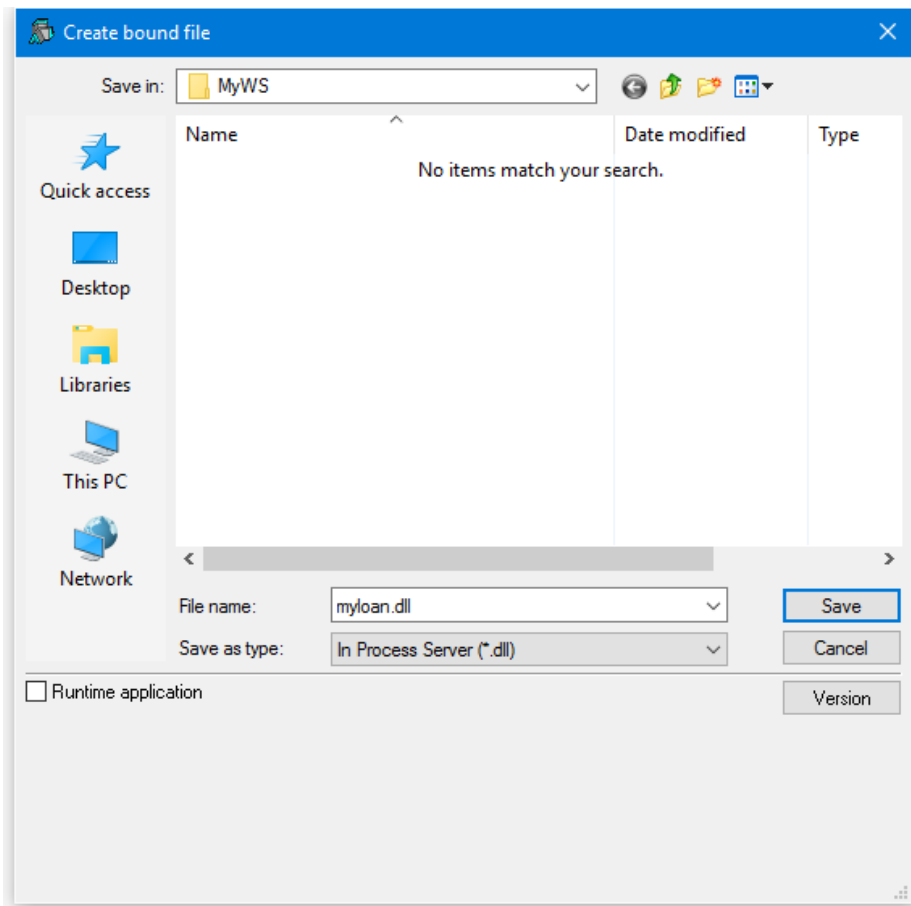 Create bound file
Save in: MyWS
Name Date modified Type
No items match your search.
Quick access
Desktop
Libraries
This PC
Network
File name: myloan.dll Save
Save as type: In Process Server (*.dll) Cancel
Runtime application Version